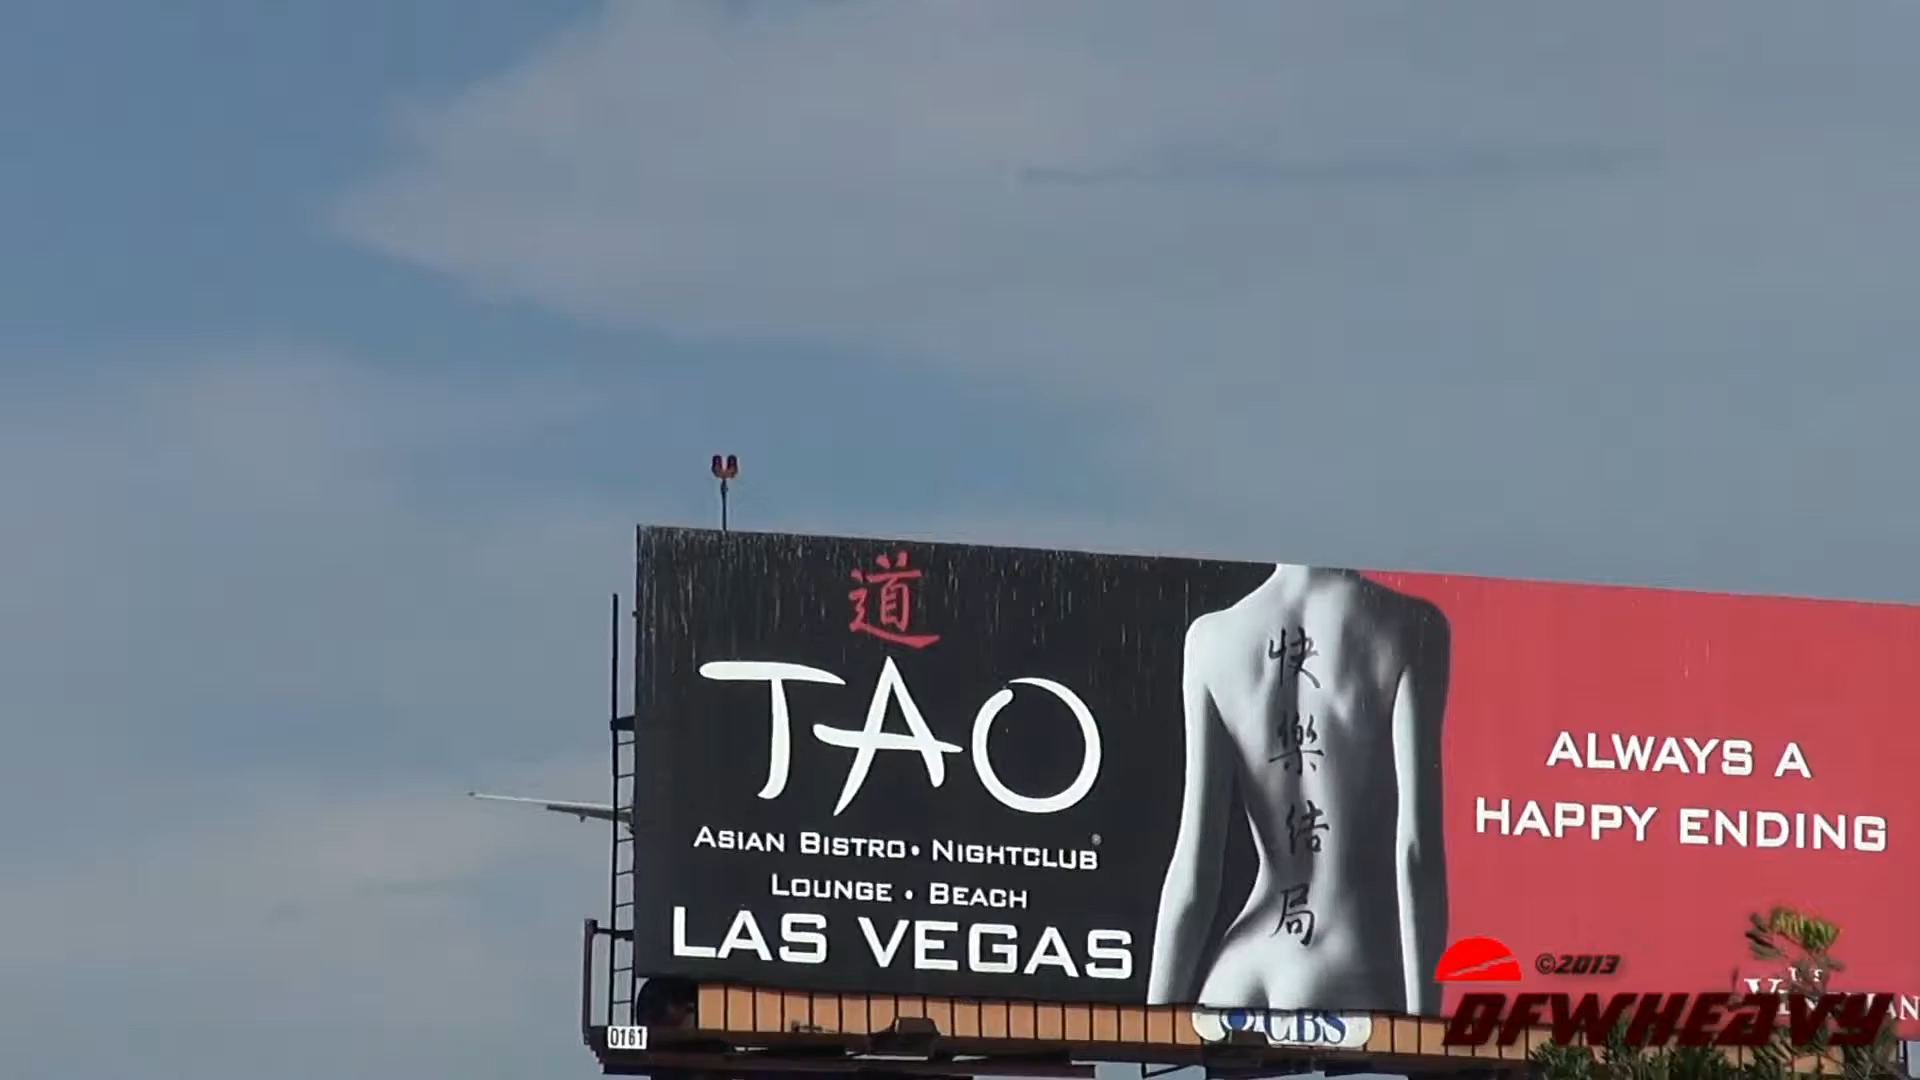 道
TAO
ASIAN BISTRO • NIGHTCLUB®
LOUNGE • BEACH
LAS VEGAS
快
樂
结
局
ALWAYS A
HAPPY ENDING
0161
CBS
©2013
DFWHEAVY